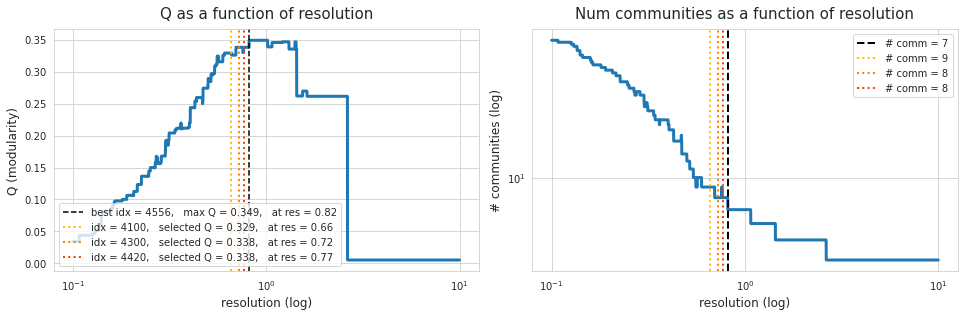 Q as a function of resolution
Q (modularity)
0.35
0.30
0.25
0.20
0.15
0.10
0.05
0.00
best idx = 4556,   max Q = 0.349,   at res = 0.82
idx = 4100,   selected Q = 0.329,   at res = 0.66
idx = 4300,   selected Q = 0.338,   at res = 0.72
idx = 4420,   selected Q = 0.338,   at res = 0.77
10⁻¹ 10⁰ 10¹
resolution (log)
Num communities as a function of resolution
# communities (log)
10¹
# comm = 7
# comm = 9
# comm = 8
# comm = 8
10⁻¹ 10⁰ 10¹
resolution (log)